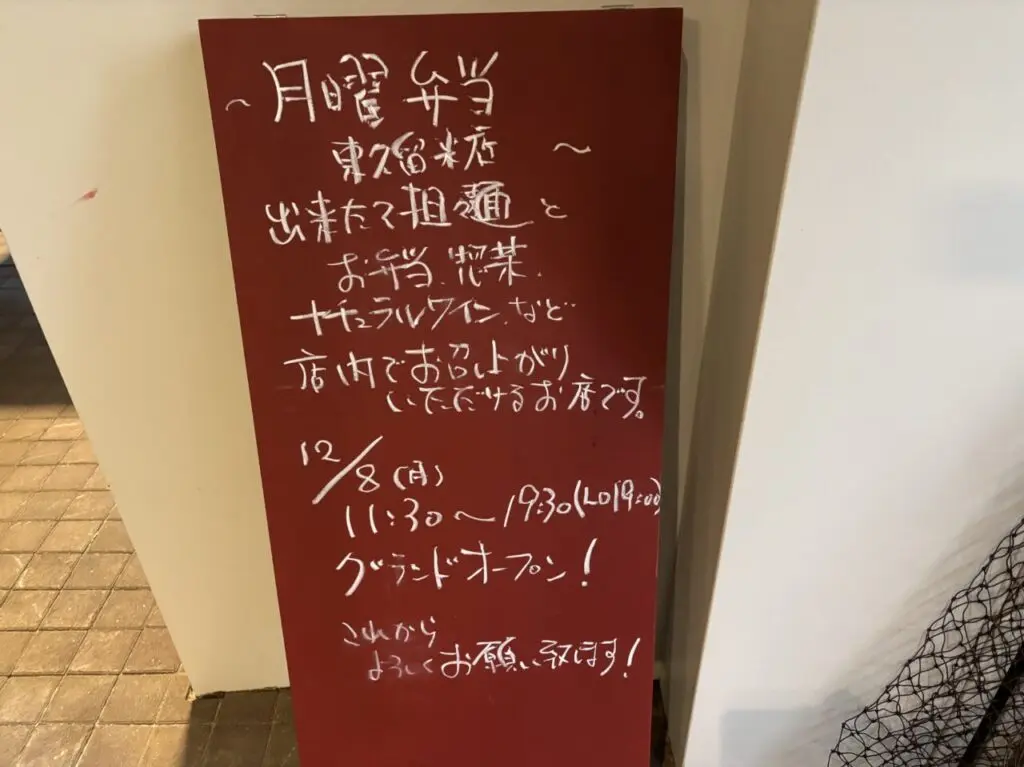 ~月曜弁当
東久留米店 ~
出来たて担々麺と
お弁当.惣菜.
ナチュラルワイン.など
店内でお召し上がり
いただけるお店です。
12/8(月)
11:30~19:30(LO19:00)
グランドオープン!
これから
よろしくお願い致します!